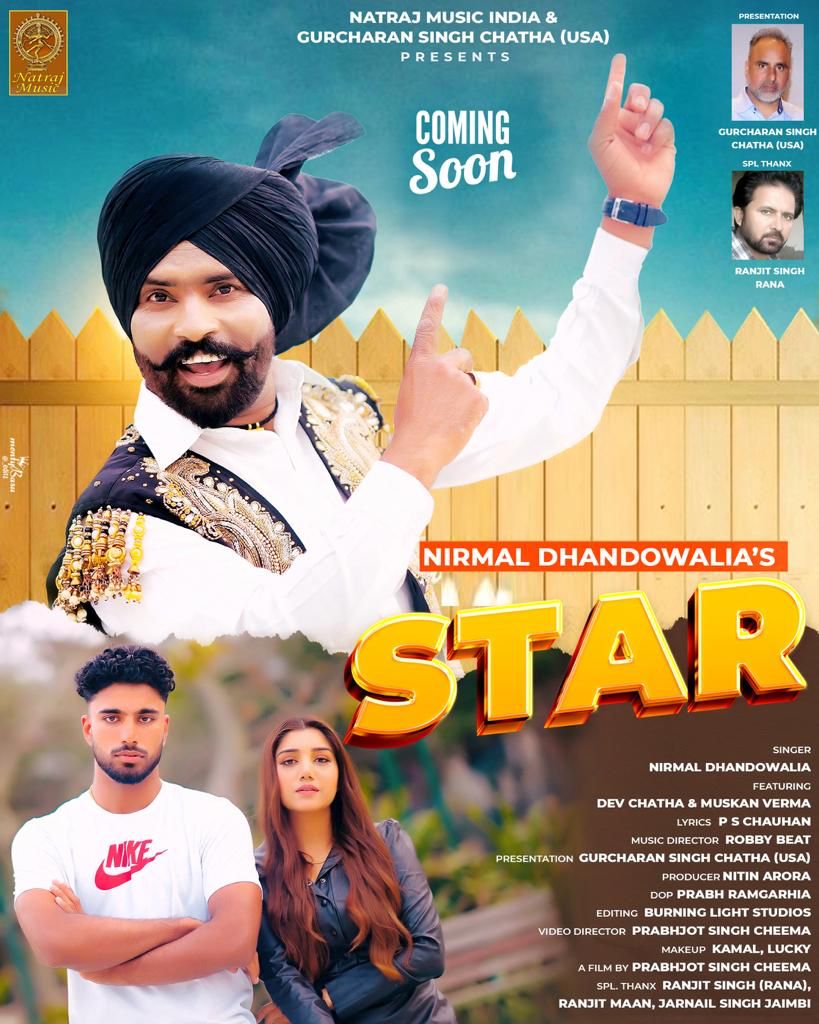 Natraj
Music
NATRAJ MUSIC INDIA &
GURCHARAN SINGH CHATHA (USA)
PRESENTS
COMING
Soon
PRESENTATION
GURCHARAN SINGH
CHATHA (USA)
SPL THANX
RANJIT SINGH
RANA
NIRMAL DHANDOWALIA'S
STAR
NIKE
SINGER
NIRMAL DHANDOWALIA
FEATURING
DEV CHATHA & MUSKAN VERMA
LYRICS P S CHAUHAN
MUSIC DIRECTOR ROBBY BEAT
PRESENTATION GURCHARAN SINGH CHATHA (USA)
PRODUCER NITIN ARORA
DOP PRABH RAMGARHIA
EDITING BURNING LIGHT STUDIOS
VIDEO DIRECTOR PRABHJOT SINGH CHEEMA
MAKEUP KAMAL, LUCKY
A FILM BY PRABHJOT SINGH CHEEMA
SPL. THANX RANJIT SINGH (RANA),
RANJIT MAAN, JARNAIL SINGH JAIMBI